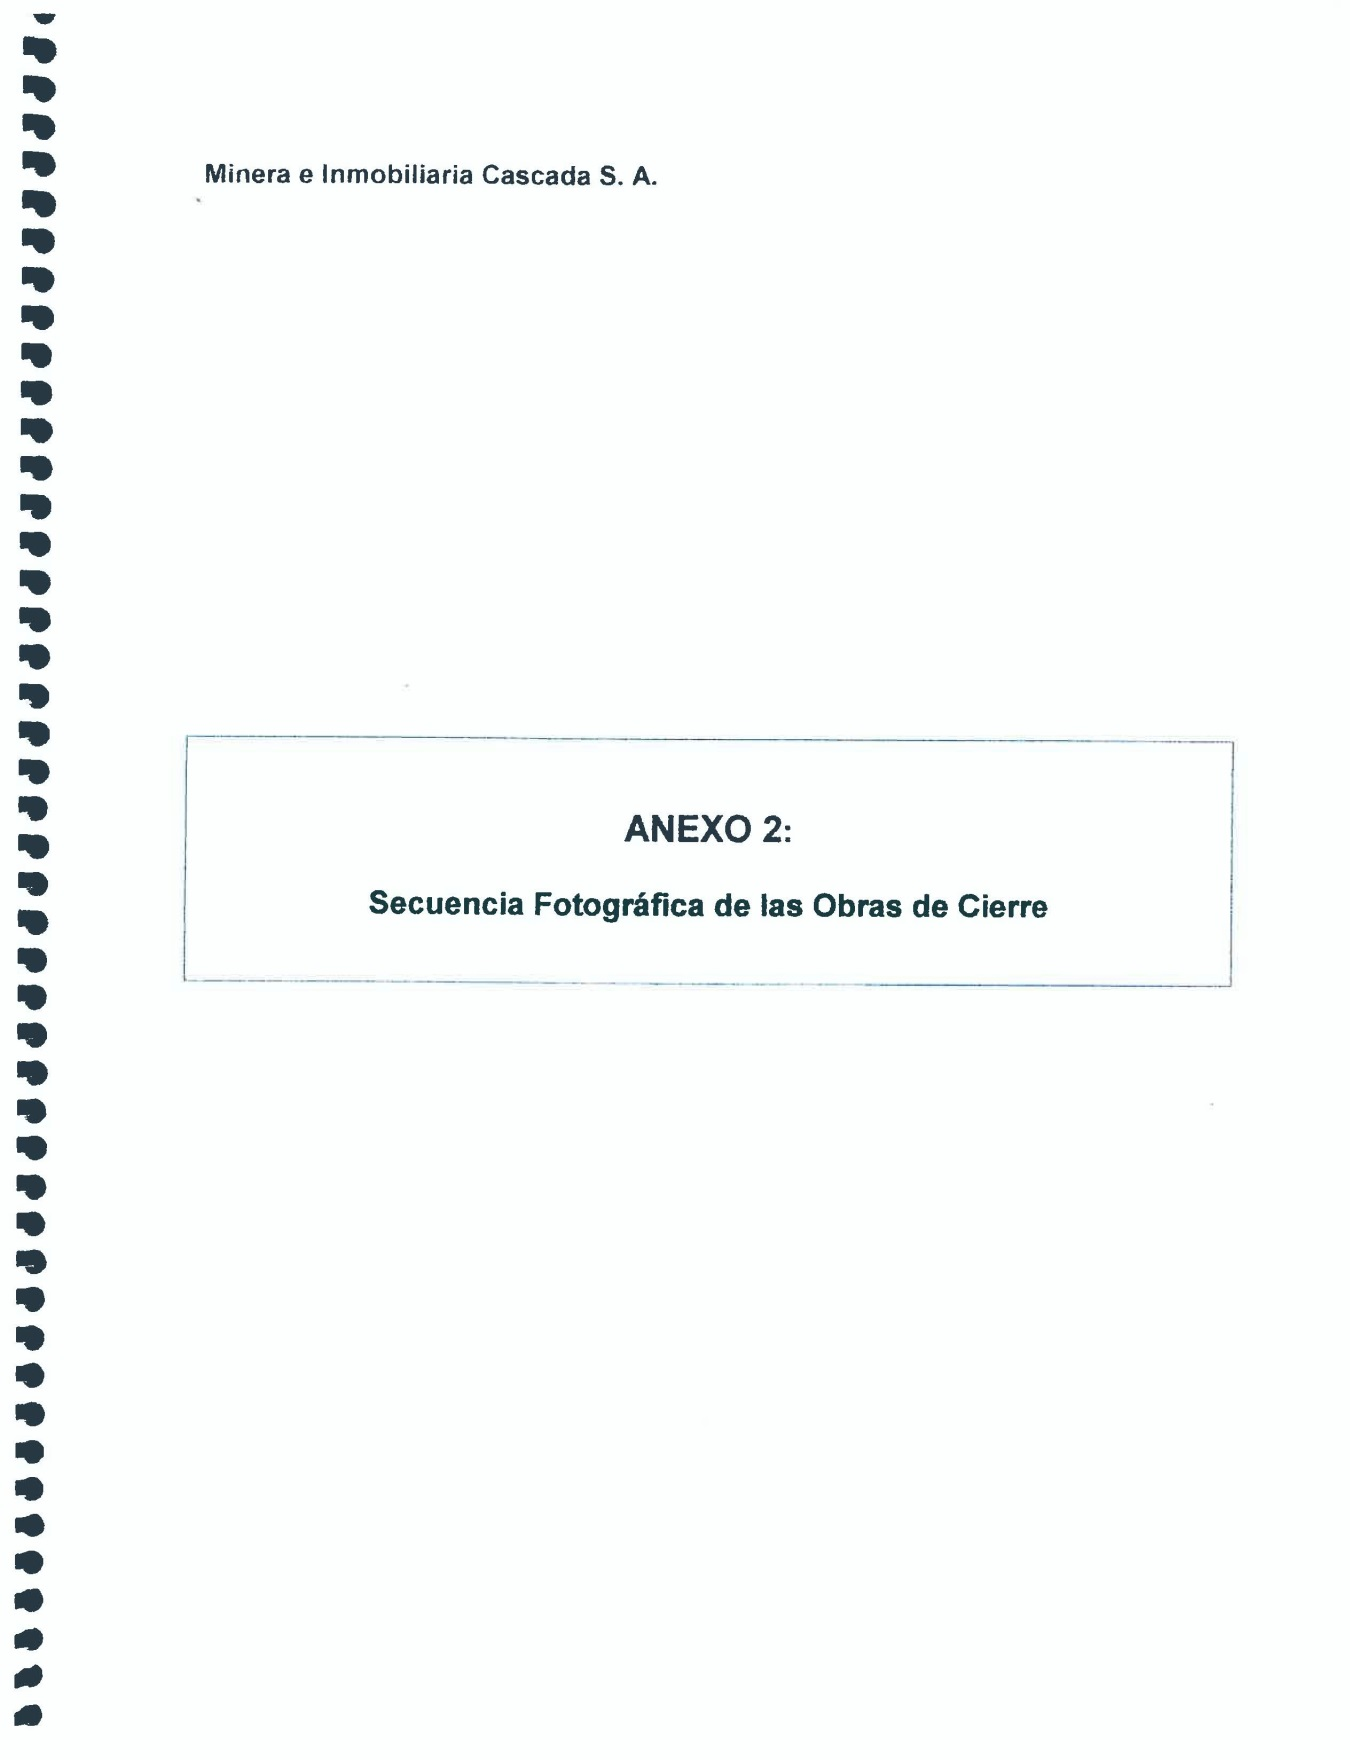 Minera e Inmobiliaria Cascada S. A.
ANEXO 2:
Secuencia Fotográfica de las Obras de Cierre